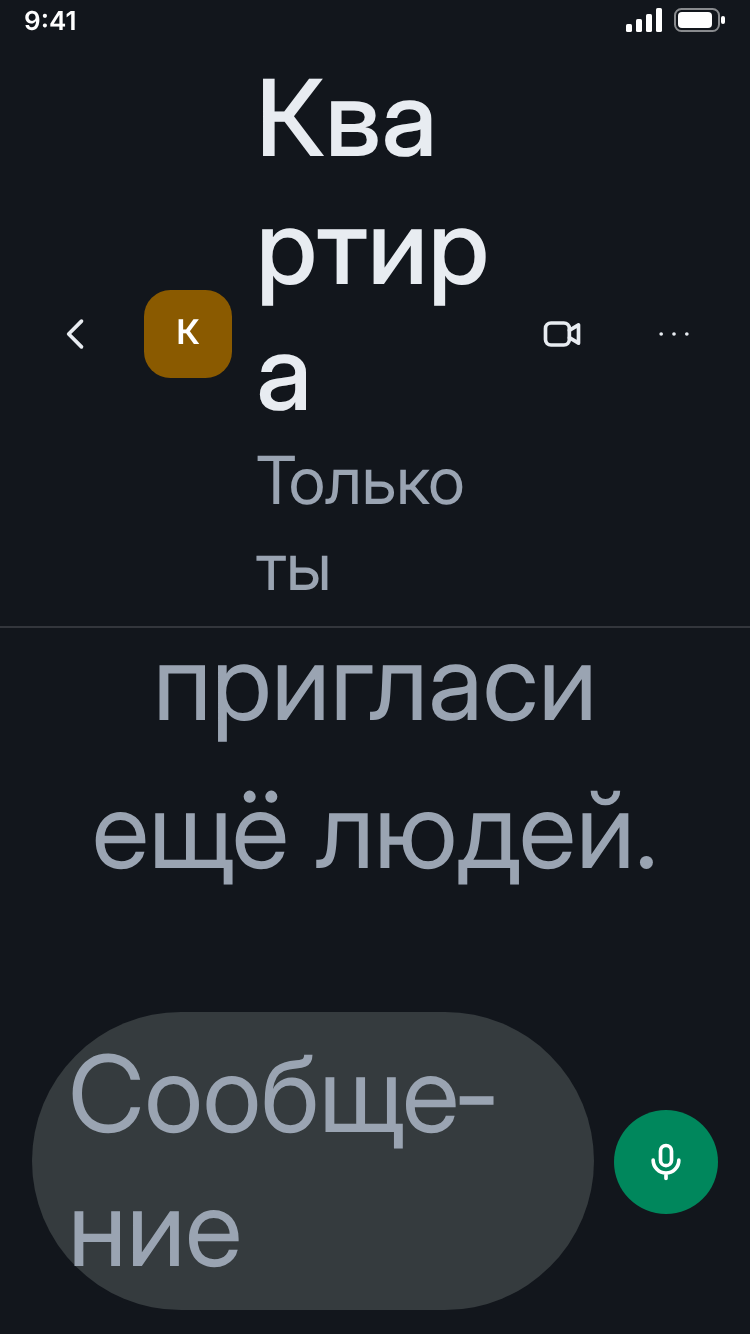 9:41
Ква
ртир
а
К
Только
ты
пригласи
ещё людей.
Сообще-
ние